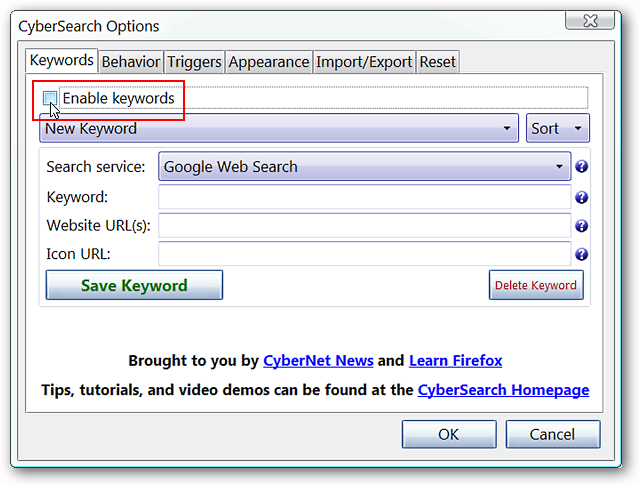 CyberSearch Options
Keywords Behavior Triggers Appearance Import/Export Reset
Enable keywords
New Keyword Sort
Search service: Google Web Search ?
Keyword: ?
Website URL(s): ?
Icon URL: ?
Save Keyword Delete Keyword
Brought to you by CyberNet News and Learn Firefox
Tips, tutorials, and video demos can be found at the CyberSearch Homepage
OK Cancel